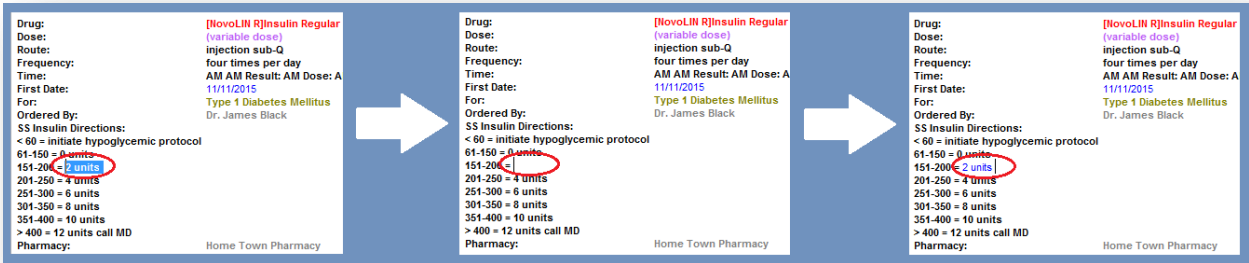 Drug: [NovoLIN R]Insulin Regular
Dose: (variable dose)
Route: injection sub-Q
Frequency: four times per day
Time: AM AM Result: AM Dose: A
First Date: 11/11/2015
For: Type 1 Diabetes Mellitus
Ordered By: Dr. James Black
SS Insulin Directions:
< 60 = initiate hypoglycemic protocol
61-150 = 0 units
151-200 = 2 units
201-250 = 4 units
251-300 = 6 units
301-350 = 8 units
351-400 = 10 units
> 400 = 12 units call MD
Pharmacy: Home Town Pharmacy
Drug: [NovoLIN R]Insulin Regular
Dose: (variable dose)
Route: injection sub-Q
Frequency: four times per day
Time: AM AM Result: AM Dose: A
First Date: 11/11/2015
For: Type 1 Diabetes Mellitus
Ordered By: Dr. James Black
SS Insulin Directions:
< 60 = initiate hypoglycemic protocol
61-150 = 0 units
151-200 =
201-250 = 4 units
251-300 = 6 units
301-350 = 8 units
351-400 = 10 units
> 400 = 12 units call MD
Pharmacy: Home Town Pharmacy
Drug: [NovoLIN R]Insulin Regular
Dose: (variable dose)
Route: injection sub-Q
Frequency: four times per day
Time: AM AM Result: AM Dose: A
First Date: 11/11/2015
For: Type 1 Diabetes Mellitus
Ordered By: Dr. James Black
SS Insulin Directions:
< 60 = initiate hypoglycemic protocol
61-150 = 0 units
151-200 = 2 units
201-250 = 4 units
251-300 = 6 units
301-350 = 8 units
351-400 = 10 units
> 400 = 12 units call MD
Pharmacy: Home Town Pharmacy